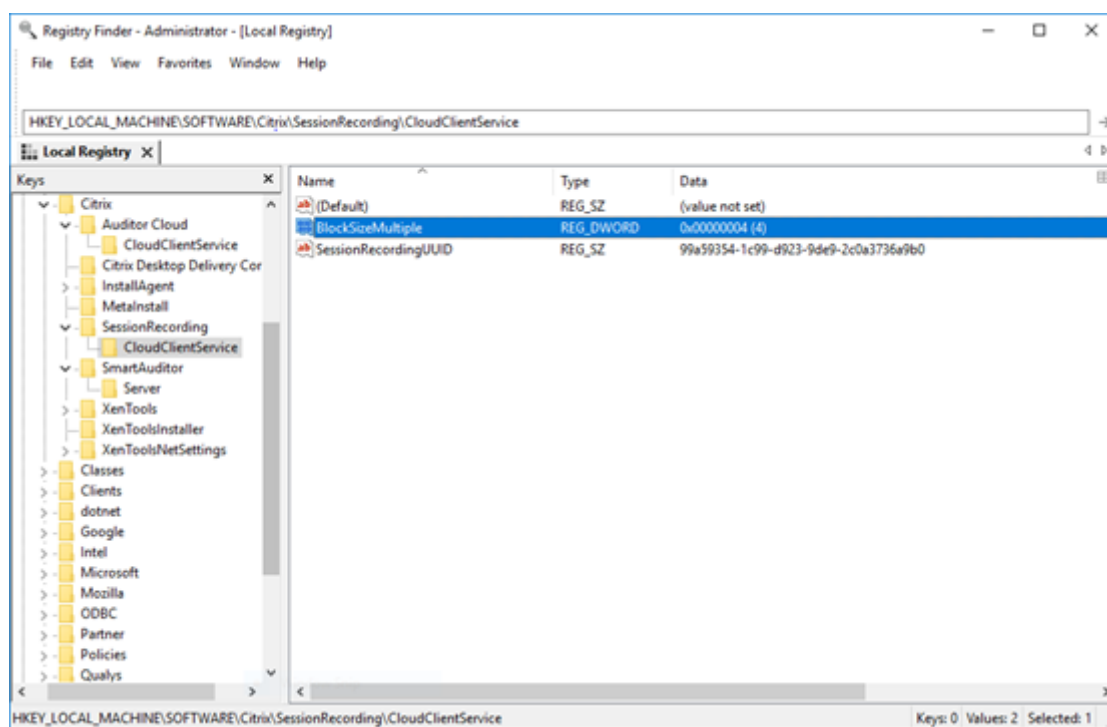 Registry Finder - Administrator - [Local Registry]
File Edit View Favorites Window Help
HKEY_LOCAL_MACHINE\SOFTWARE\Citrix\SessionRecording\CloudClientService
Local Registry
Keys
Name Type Data
Citrix
Auditor Cloud
CloudClientService
Citrix Desktop Delivery Cor
InstallAgent
MetaInstall
SessionRecording
CloudClientService
SmartAuditor
Server
XenTools
XenToolsInstaller
XenToolsNetSettings
Classes
Clients
dotnet
Google
Intel
Microsoft
Mozilla
ODBC
Partner
Policies
Qualys
(Default) REG_SZ (value not set)
BlockSizeMultiple REG_DWORD 0x00000004 (4)
SessionRecordingUUID REG_SZ 99a59354-1c99-d923-9de9-2c0a3736a9b0
HKEY_LOCAL_MACHINE\SOFTWARE\Citrix\SessionRecording\CloudClientService
Keys: 0 Values: 2 Selected: 1